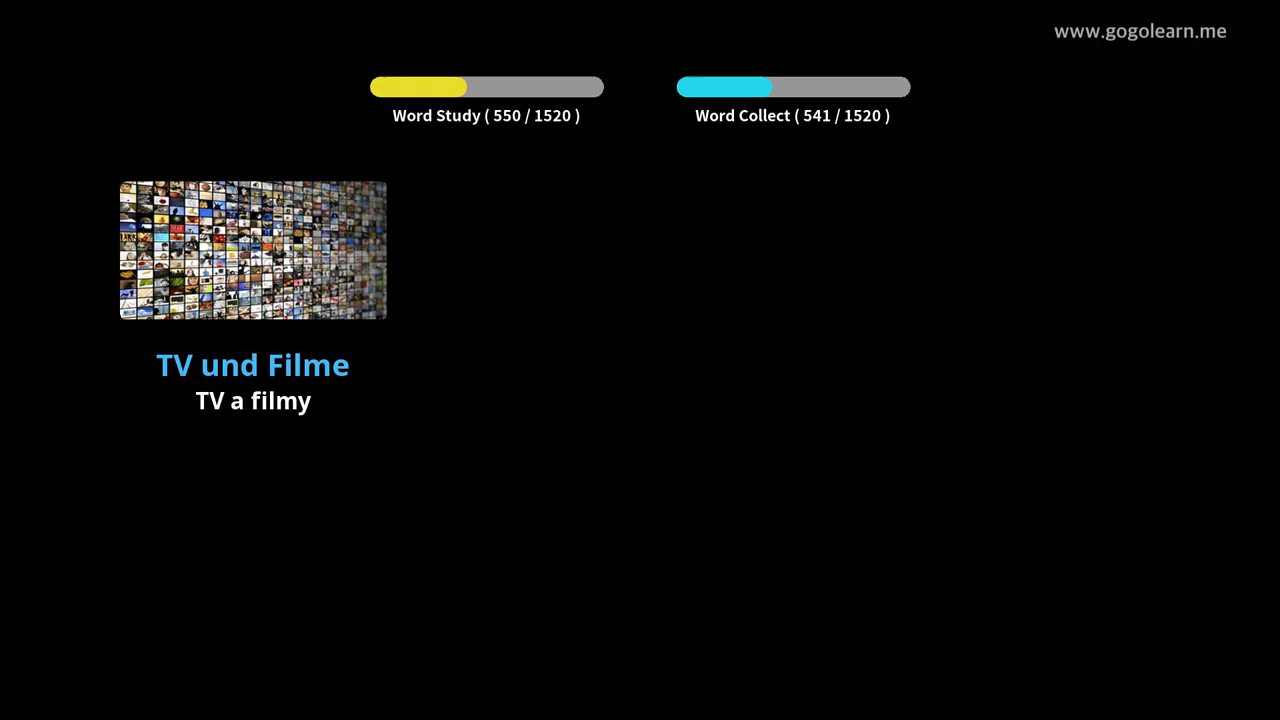 www.gogolearn.me
Word Study ( 550 / 1520 )
Word Collect ( 541 / 1520 )
TV und Filme
TV a filmy